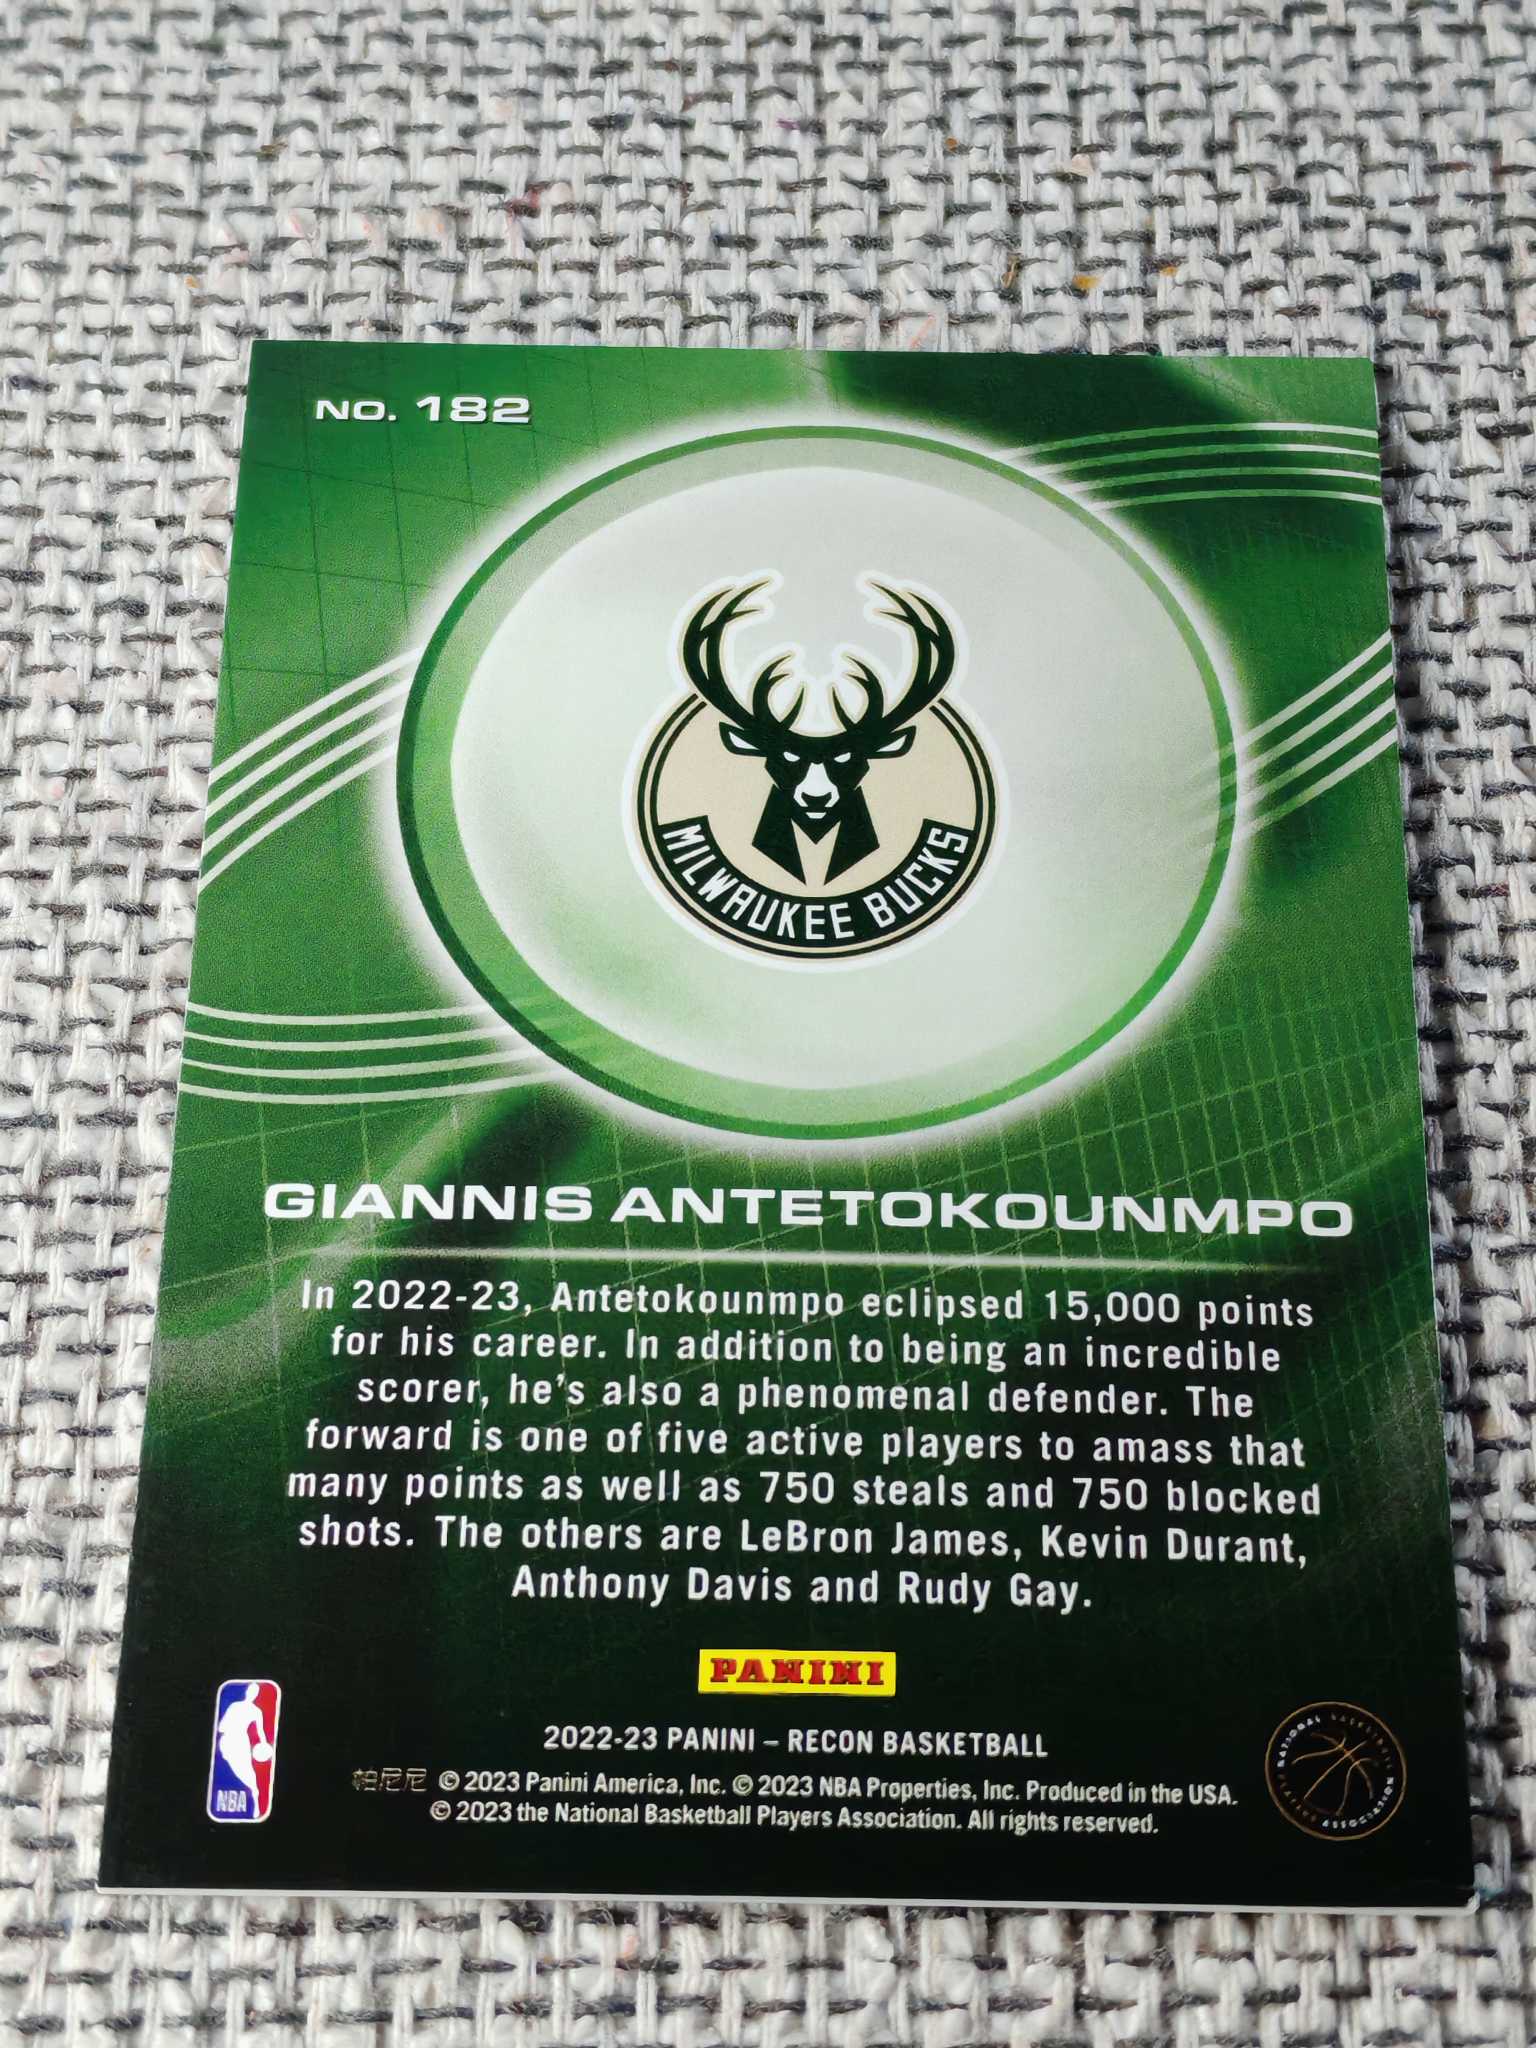 NO. 182
MILWAUKEE BUCKS
GIANNIS ANTETOKOUNMPO
In 2022-23, Antetokounmpo eclipsed 15,000 points
for his career. In addition to being an incredible
scorer, he's also a phenomenal defender. The
forward is one of five active players to amass that
many points as well as 750 steals and 750 blocked
shots. The others are LeBron James, Kevin Durant,
Anthony Davis and Rudy Gay.
PANINI
2022-23 PANINI – RECON BASKETBALL
帕尼尼 © 2023 Panini America, Inc. © 2023 NBA Properties, Inc. Produced in the USA.
© 2023 the National Basketball Players Association. All rights reserved.
NBA
NATIONAL BASKETBALL
PLAYERS ASSOCIATION